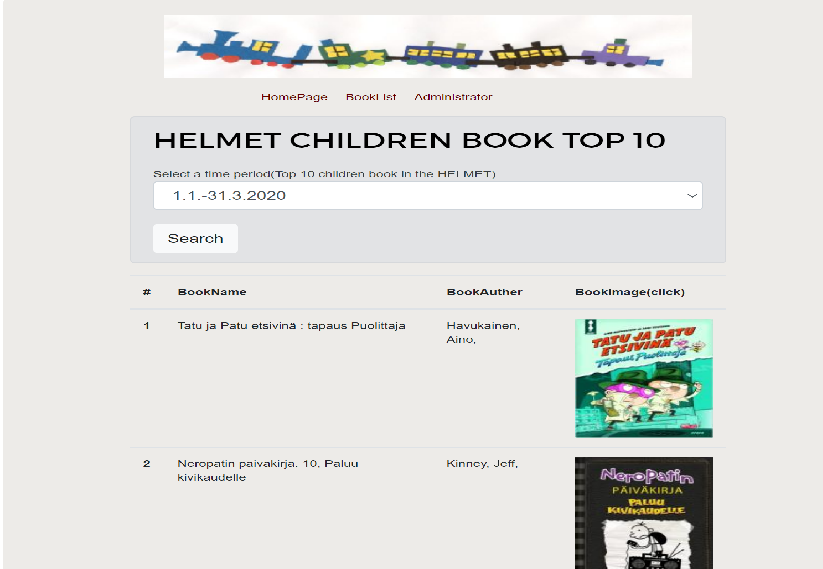 HomePage BookList Administrator
HELMET CHILDREN BOOK TOP 10
Select a time period(Top 10 children book in the HELMET)
1.1.-31.3.2020
Search
# BookName BookAuther BookImage(click)
1 Tatu ja Patu etsivinä : tapaus Puolittaja Havukainen,
Aino,
TATU JA PATU
ETSIVINÄ
Tapaus Puolittaja
2 Neropatin päiväkirja. 10, Paluu Kinney, Jeff,
kivikaudelle
Neropatin
PÄIVÄKIRJA
PALUU
KIVIKAUDELLE